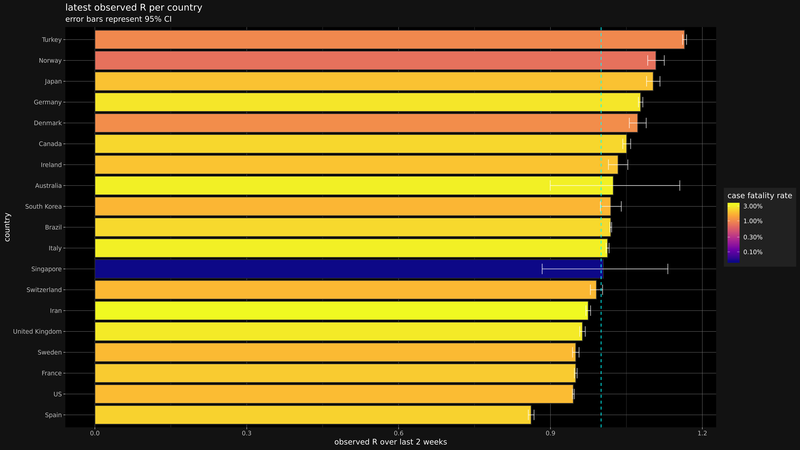 latest observed R per country
error bars represent 95% CI
country
Turkey
Norway
Japan
Germany
Denmark
Canada
Ireland
Australia
South Korea
Brazil
Italy
Singapore
Switzerland
Iran
United Kingdom
Sweden
France
US
Spain
0.0 0.3 0.6 0.9 1.2
observed R over last 2 weeks
case fatality rate
3.00%
1.00%
0.30%
0.10%